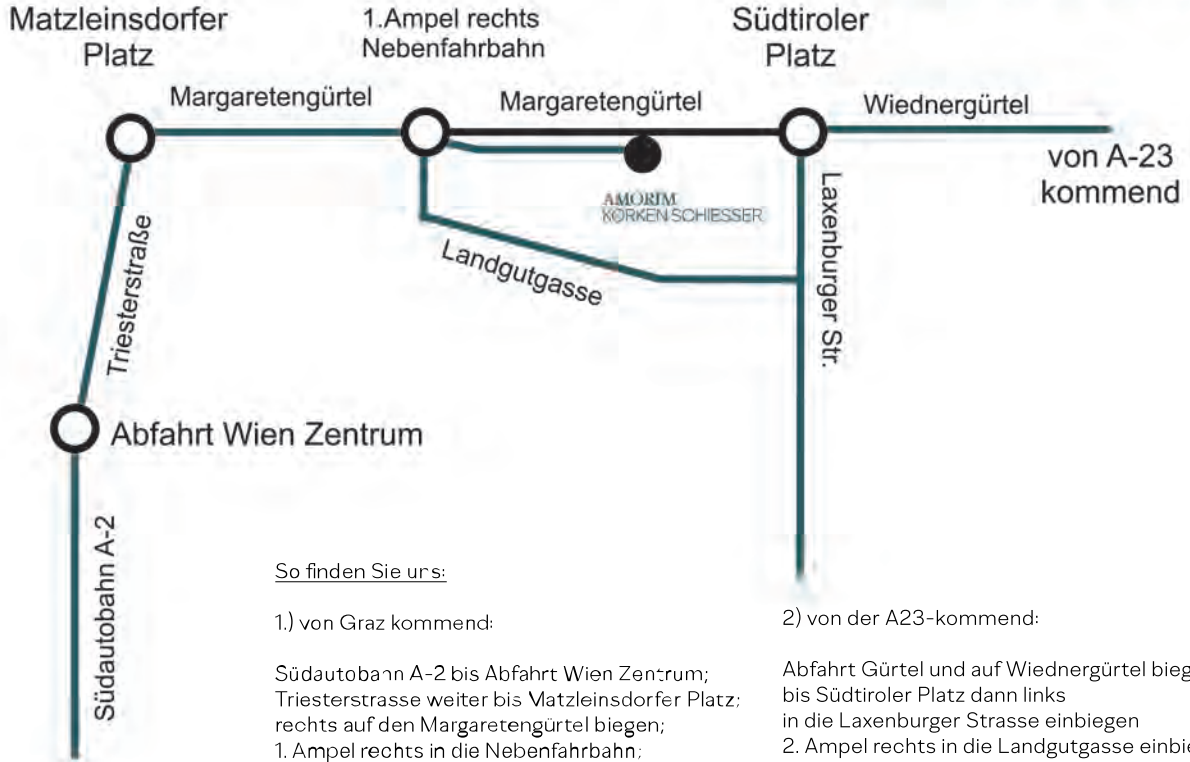 Matzleinsdorfer
Platz
1.Ampel rechts
Nebenfahrbahn
Südtiroler
Platz
Margaretengürtel
Margaretengürtel
Wiednergürtel
von A-23
kommend
AMORIM
KORKEN SCHIESSER
Laxenburger Str.
Landgutgasse
Triesterstraße
Abfahrt Wien Zentrum
Südautobahn A-2
So finden Sie uns:
1.) von Graz kommend:
Südautobahn A-2 bis Abfahrt Wien Zentrum;
Triesterstrasse weiter bis Matzleinsdorfer Platz;
rechts auf den Margaretengürtel biegen;
1. Ampel rechts in die Nebenfahrbahn;
2) von der A23-kommend:
Abfahrt Gürtel und auf Wiednergürtel bieg
bis Südtiroler Platz dann links
in die Laxenburger Strasse einbiegen
2. Ampel rechts in die Landgutgasse einbie